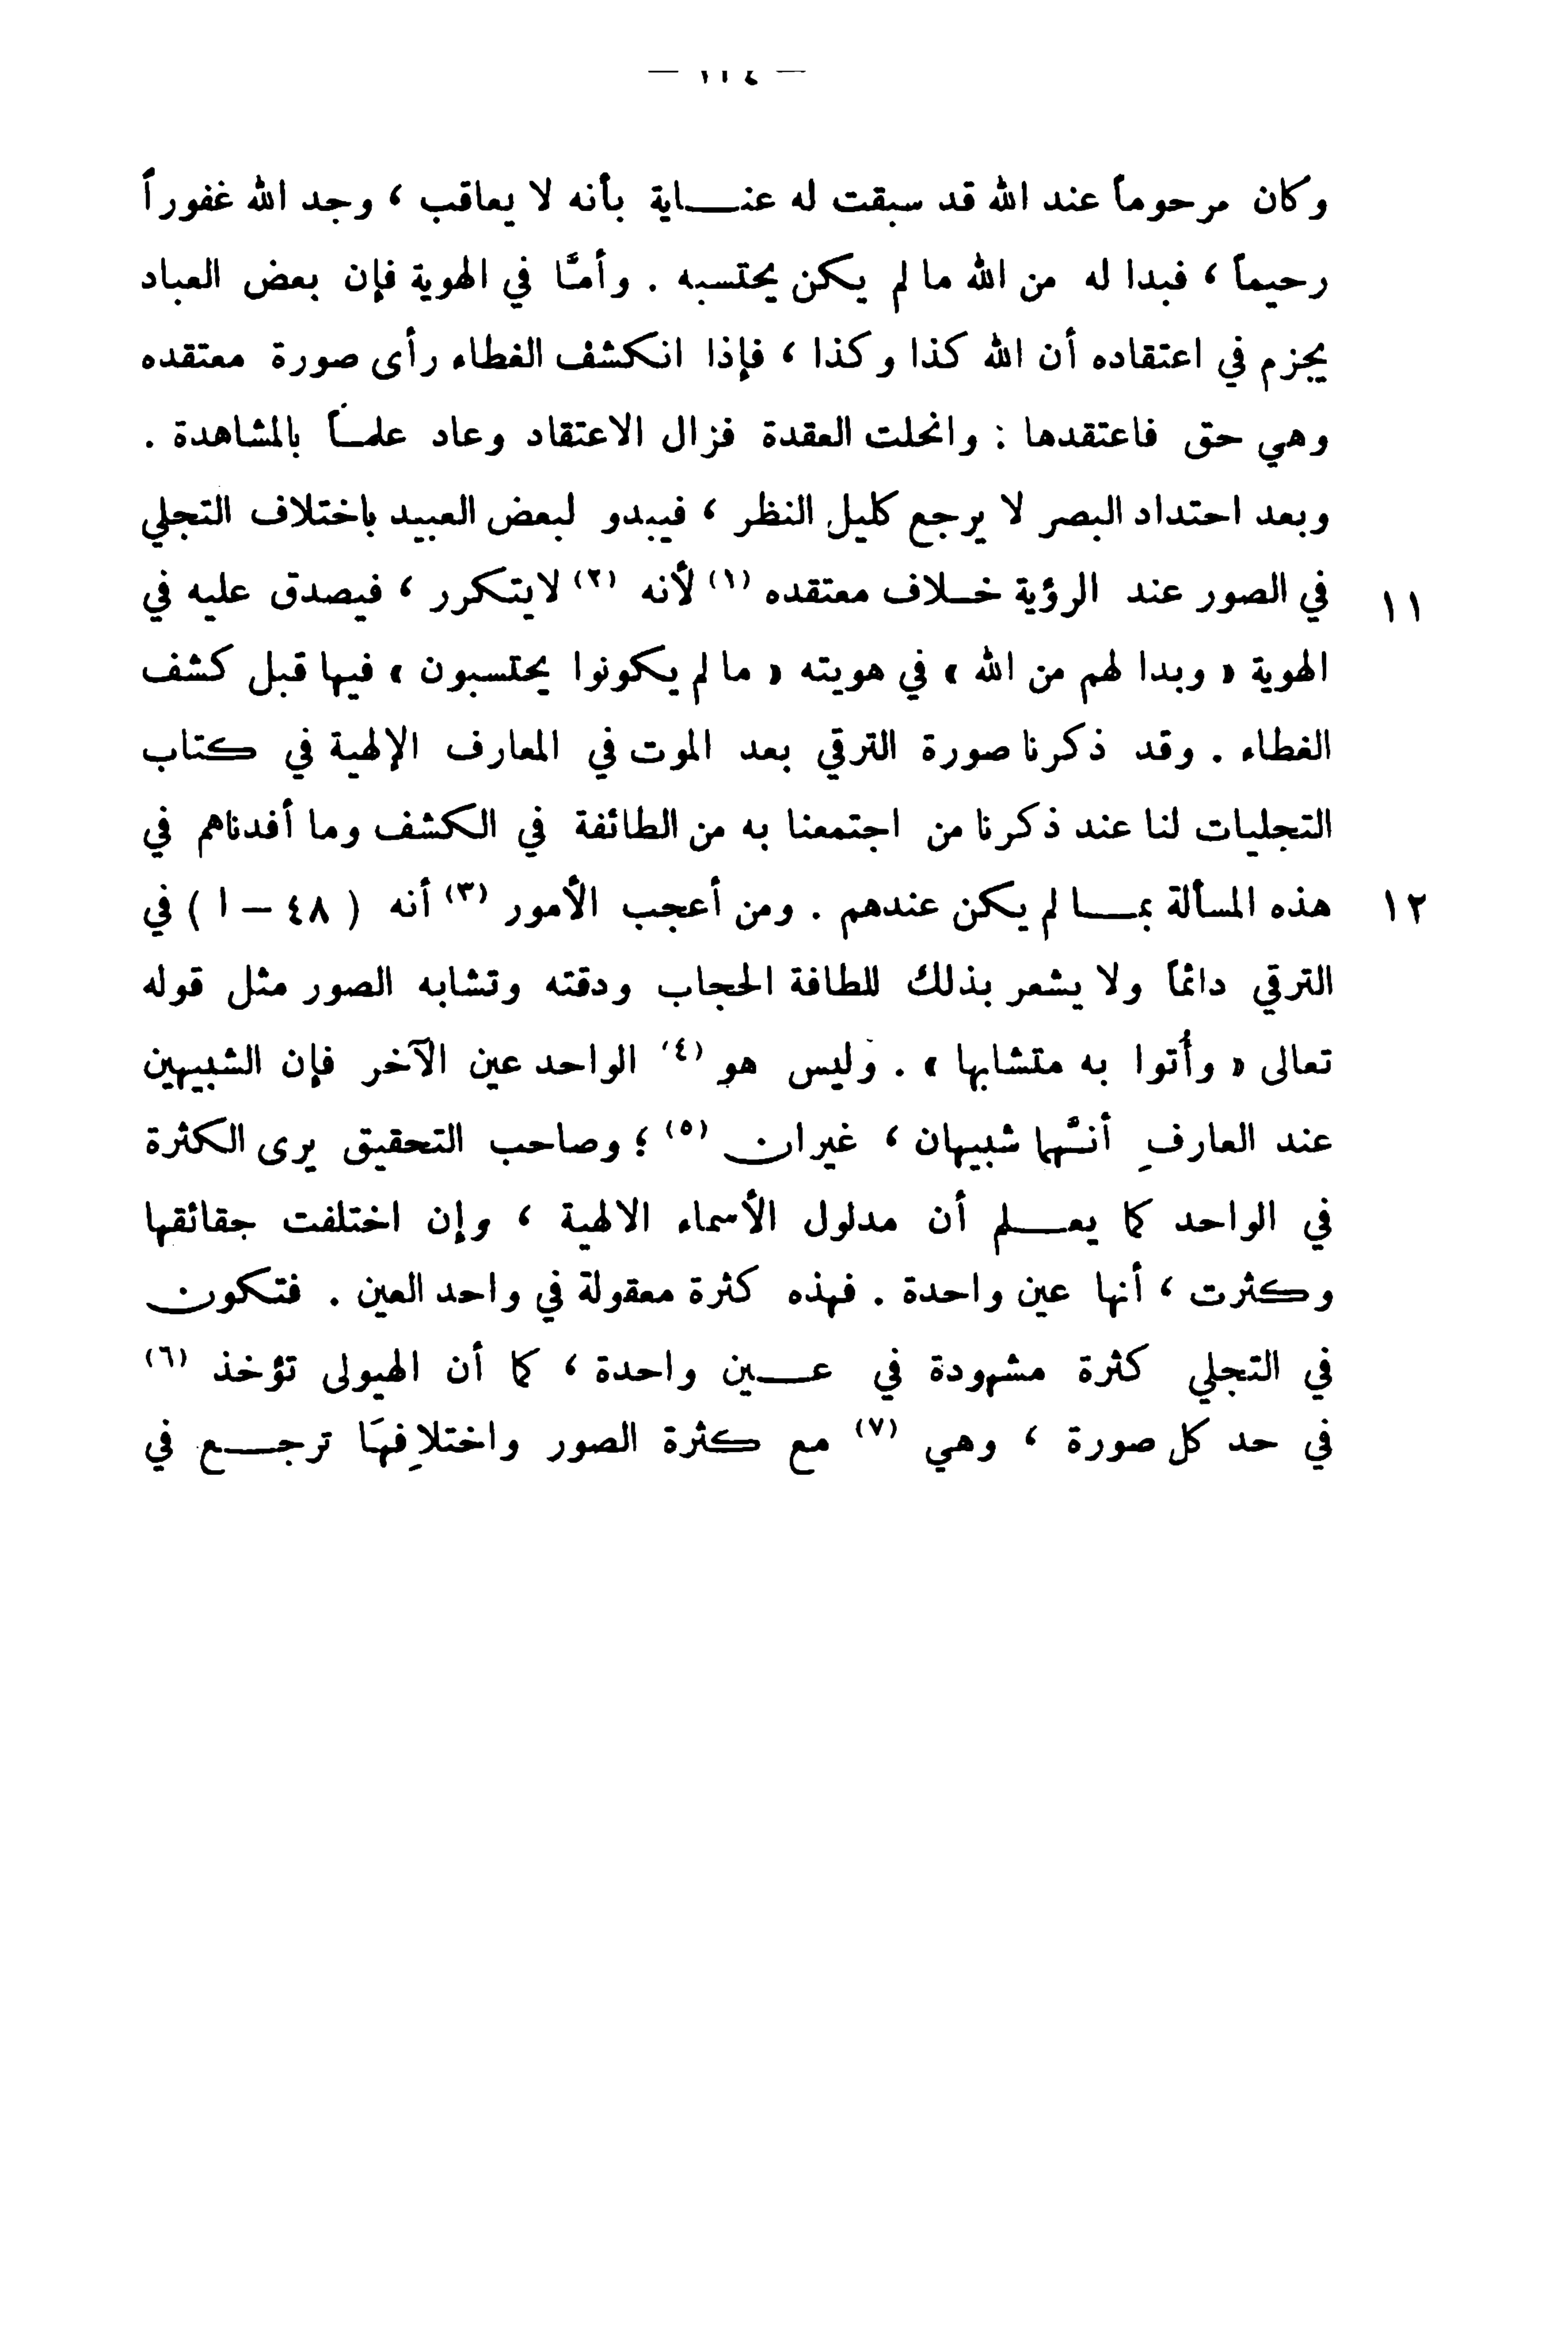 — ١٢٤ —
وكان مرحوماً عند الله قد سبقت له عناية بأنه لا يعاقب ، وجد الله غفوراً
رحيماً ، فبدا له من الله ما لم يكن يحتسبه . وأمَّا في الهوية فإن بعض العباد
يجزم في اعتقاده أن الله كذا وكذا ، فإذا انكشف الغطاء رأى صورة معتقده
وهي حق فاعتقدها : وانحلت العقدة فزال الاعتقاد وعاد علماً بالمشاهدة .
وبعد احتداد البصر لا يرجع كليل النظر ، فيبدو لبعض العبيد باختلاف التجلي
١١ في الصور عند الرؤية خلاف معتقده (١) لأنه (٢) لايتكرر ، فيصدق عليه في
الهوية « وبدا لهم من الله » في هويته « ما لم يكونوا يحتسبون » فيها قبل كشف
الغطاء . وقد ذكرنا صورة الترقي بعد الموت في المعارف الإلهية في كتاب
التجليات لنا عند ذكرنا من اجتمعنا به من الطائفة في الكشف وما أفدناهم في
١٢ هذه المسألة بما لم يكن عندهم . ومن أعجب الأمور (٣) أنه ( ٤٨ – ا ) في
الترقي دائماً ولا يشعر بذلك للطافة الحجاب ودقته وتشابه الصور مثل قوله
تعالى « وأُتوا به متشابها » . وليس هو (٤) الواحد عين الآخر فإن الشبيهين
عند العارفِ أنَّهما شبيهان ، غيران (٥) ؛ وصاحب التحقيق يرى الكثرة
في الواحد كما يعلم أن مدلول الأسماء الالهية ، وإن اختلفت حقائقها
وكثرت ، أنها عين واحدة . فهذه كثرة معقولة في واحد العين . فتكون
في التجلي كثرة مشهودة في عين واحدة ، كما أن الهيولى تؤخذ (٦)
في حد كل صورة ، وهي (٧) مع كثرة الصور واختلافِهَا ترجع في